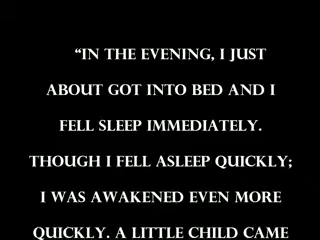 “IN THE EVENING, I JUST
ABOUT GOT INTO BED AND I
FELL SLEEP IMMEDIATELY.
THOUGH I FELL ASLEEP QUICKLY;
I WAS AWAKENED EVEN MORE
QUICKLY. A LITTLE CHILD CAME